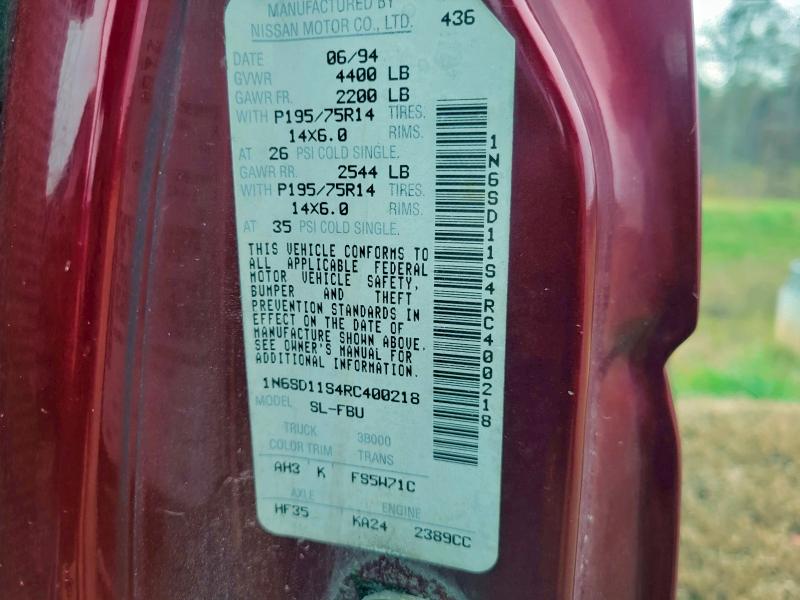 MANUFACTURED BY
NISSAN MOTOR CO., LTD. 436
DATE 06/94
GVWR 4400 LB
GAWR FR. 2200 LB
WITH P195/75R14 TIRES.
14X6.0 RIMS.
AT 26 PSI COLD SINGLE.
GAWR RR. 2544 LB
WITH P195/75R14 TIRES.
14X6.0 RIMS.
AT 35 PSI COLD SINGLE.
THIS VEHICLE CONFORMS TO
ALL APPLICABLE FEDERAL
MOTOR VEHICLE SAFETY,
BUMPER AND THEFT
PREVENTION STANDARDS IN
EFFECT ON THE DATE OF
MANUFACTURE SHOWN ABOVE.
SEE OWNER'S MANUAL FOR
ADDITIONAL INFORMATION.
1N6SD11S4RC400218
MODEL SL-FBU
TRUCK 3B000
COLOR TRIM TRANS
AH3 K FS5W71C
AXLE ENGINE
HF35 KA24 2389CC
1N6SD11S4RC400218